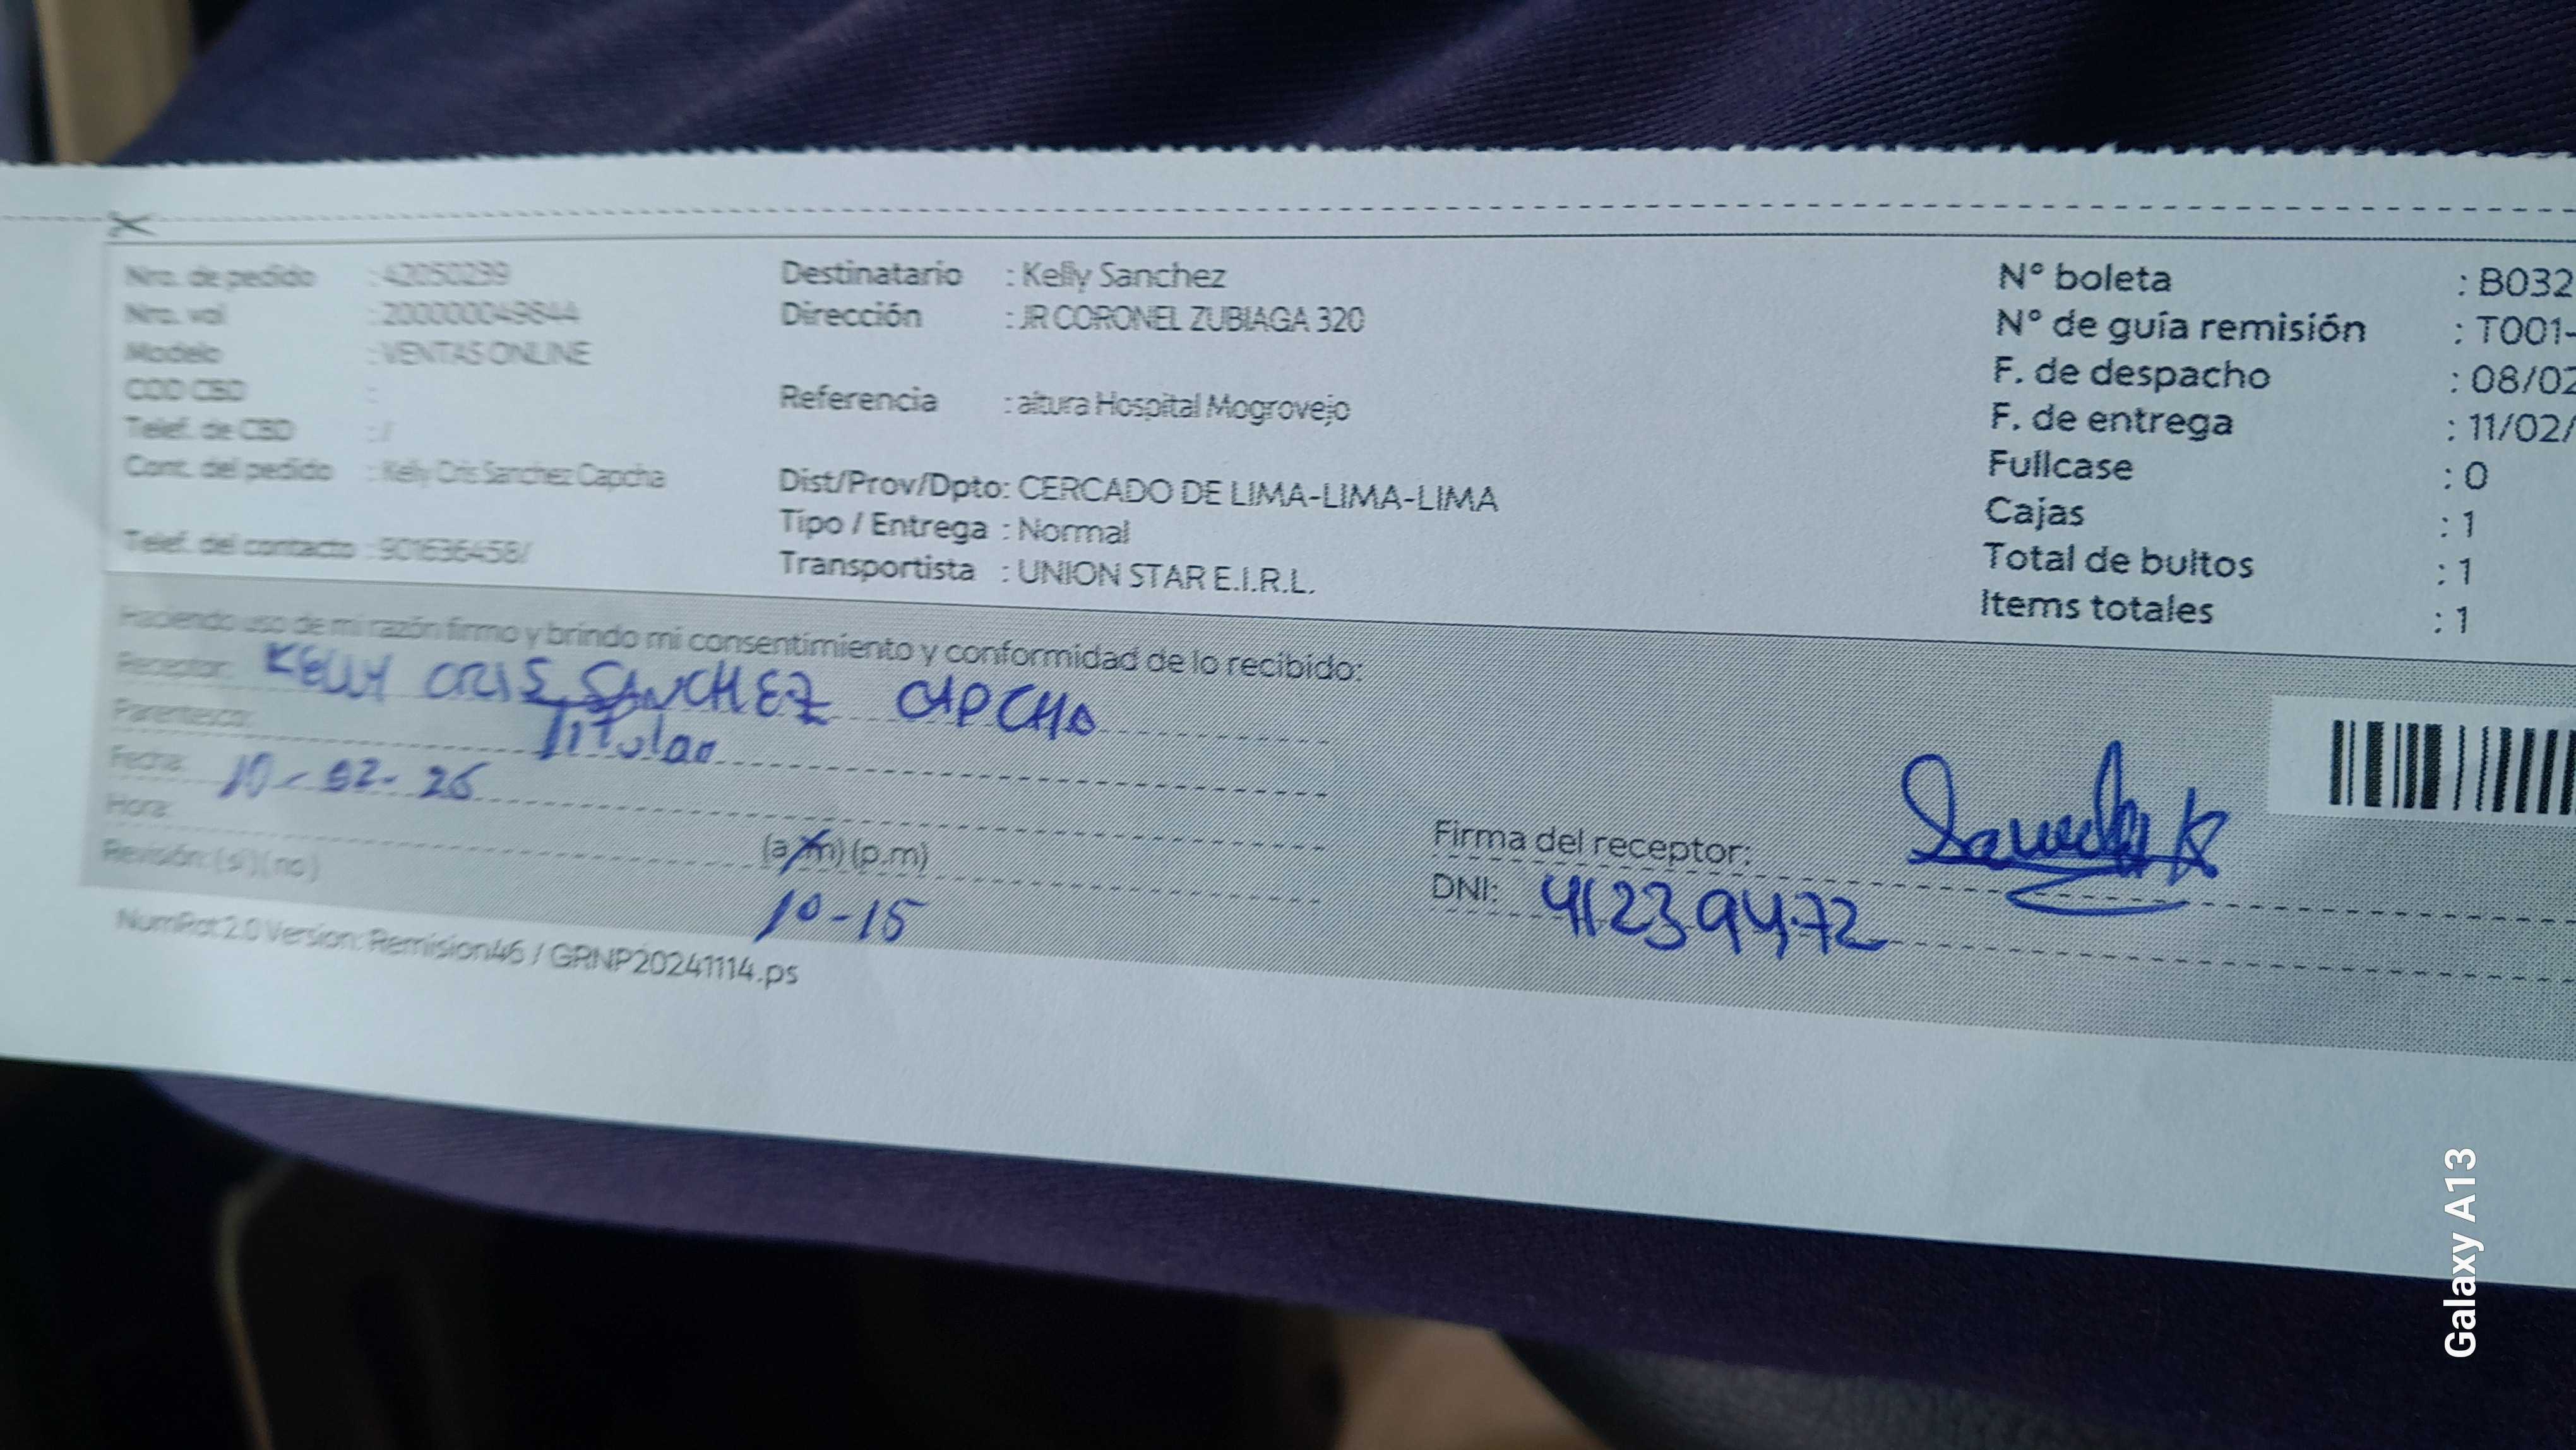 Nro. de pedido : 42050299
Nro. val : 200000049844
Modelo : VENTAS ONLINE
COD CBD :
Telef. de CBD : /
Cont. del pedido : Kelly Cris Sanchez Capcha
Telef. del contacto : 901636458/
Destinatario : Kelly Sanchez
Dirección : JR CORONEL ZUBIAGA 320
Referencia : altura Hospital Mogrovejo
Dist/Prov/Dpto: CERCADO DE LIMA-LIMA-LIMA
Tipo / Entrega : Normal
Transportista : UNION STAR E.I.R.L.
N° boleta : B032
N° de guía remisión : T001-
F. de despacho : 08/02
F. de entrega : 11/02/
Fullcase : 0
Cajas : 1
Total de bultos : 1
Items totales : 1
Haciendo uso de mi razón firmo y brindo mi consentimiento y conformidad de lo recibido:
Receptor: KELLY CRIS SANCHEZ CAPCHA
Parentesco: Titular
Fecha: 10-02-26
Hora: (a.m) (p.m)
Revisión: (si) (no) 10-15
Firma del receptor:
DNI: 41239472
NumRot2.0 Version: Remision46 / GRNP20241114.ps
Galaxy A13